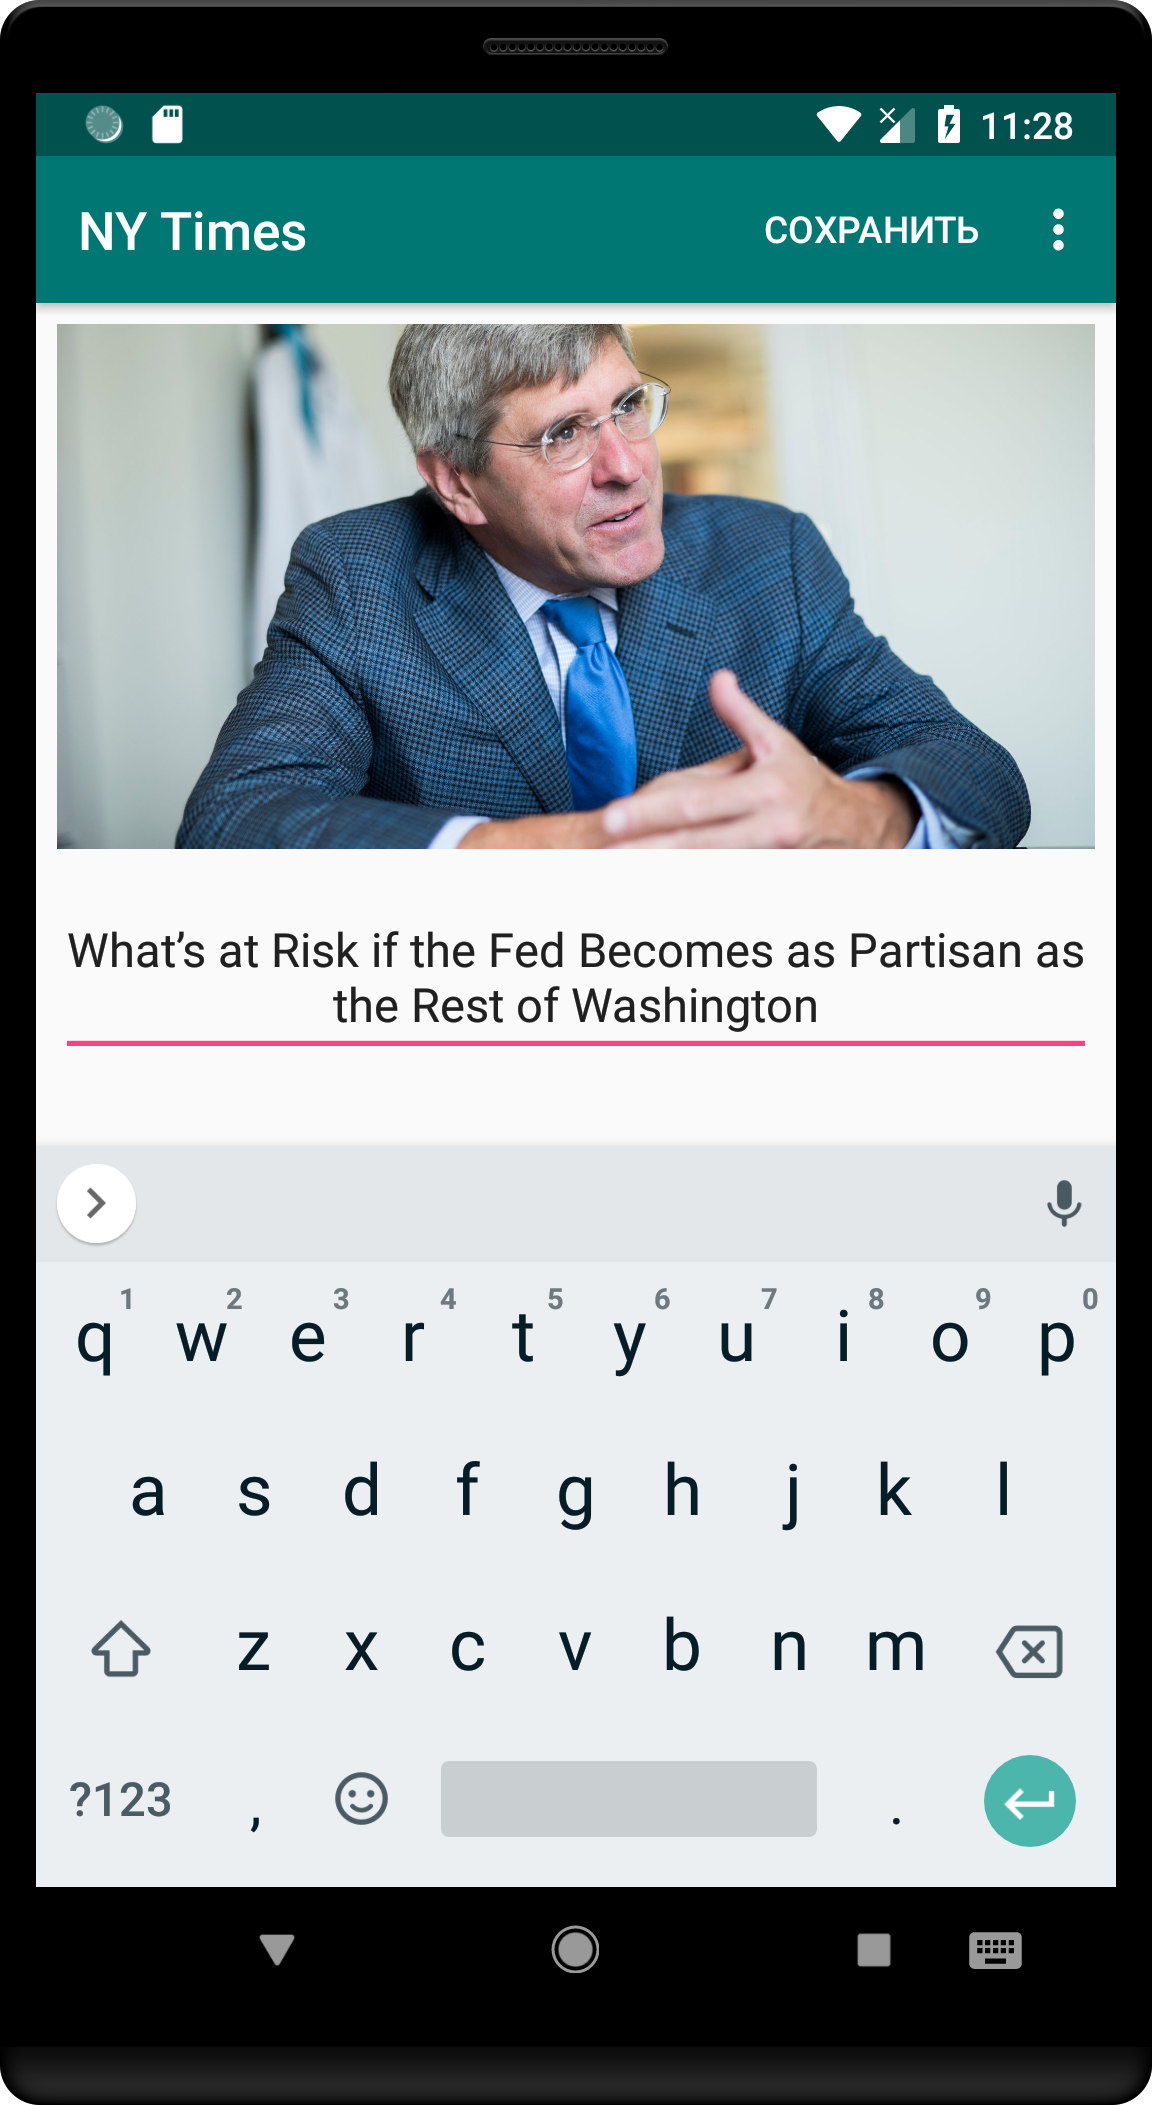 11:28
NY Times
СОХРАНИТЬ
What’s at Risk if the Fed Becomes as Partisan as
the Rest of Washington
1 2 3 4 5 6 7 8 9 0
q w e r t y u i o p
a s d f g h j k l
z x c v b n m
?123 , .